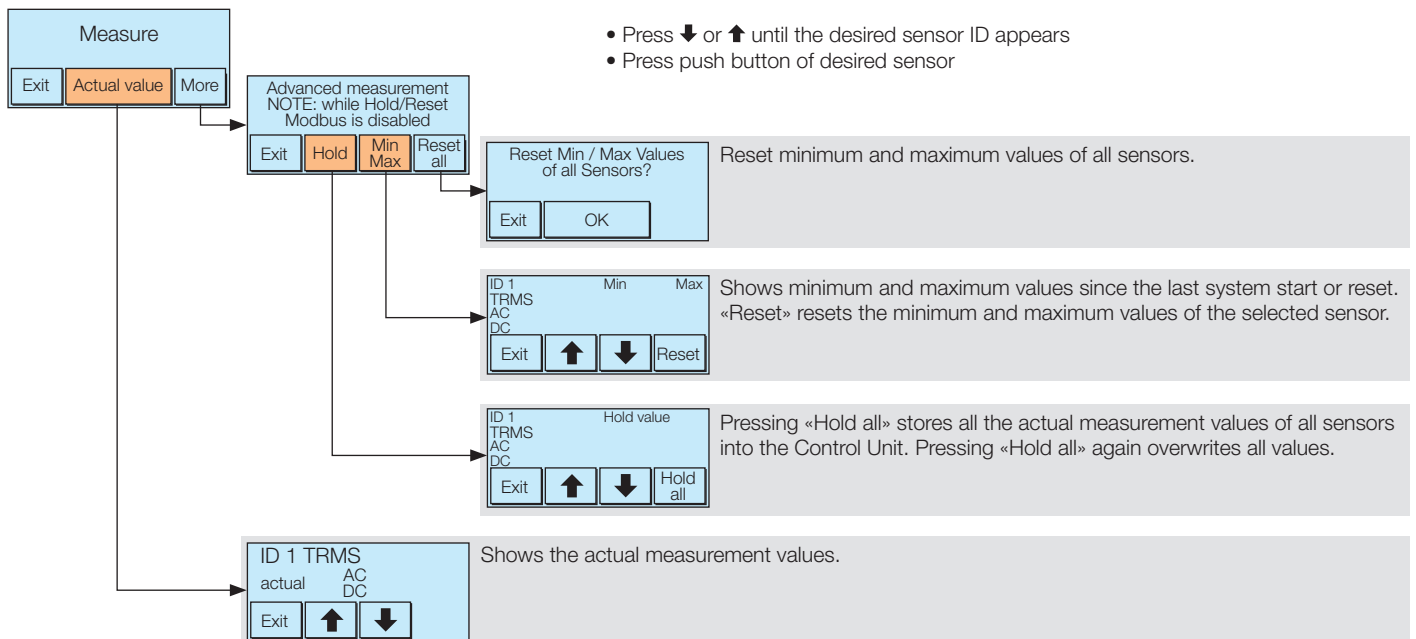 Measure
Exit
Actual value
More
• Press ⬇ or ⬆ until the desired sensor ID appears
• Press push button of desired sensor
Advanced measurement
NOTE: while Hold/Reset
Modbus is disabled
Exit
Hold
Min
Max
Reset
all
Reset Min / Max Values
of all Sensors?
Exit
OK
Reset minimum and maximum values of all sensors.
ID 1 Min Max
TRMS
AC
DC
Exit ⬆ ⬇ Reset
Shows minimum and maximum values since the last system start or reset.
«Reset» resets the minimum and maximum values of the selected sensor.
ID 1 Hold value
TRMS
AC
DC
Exit ⬆ ⬇ Hold
all
Pressing «Hold all» stores all the actual measurement values of all sensors
into the Control Unit. Pressing «Hold all» again overwrites all values.
ID 1 TRMS
actual AC
DC
Exit ⬆ ⬇
Shows the actual measurement values.